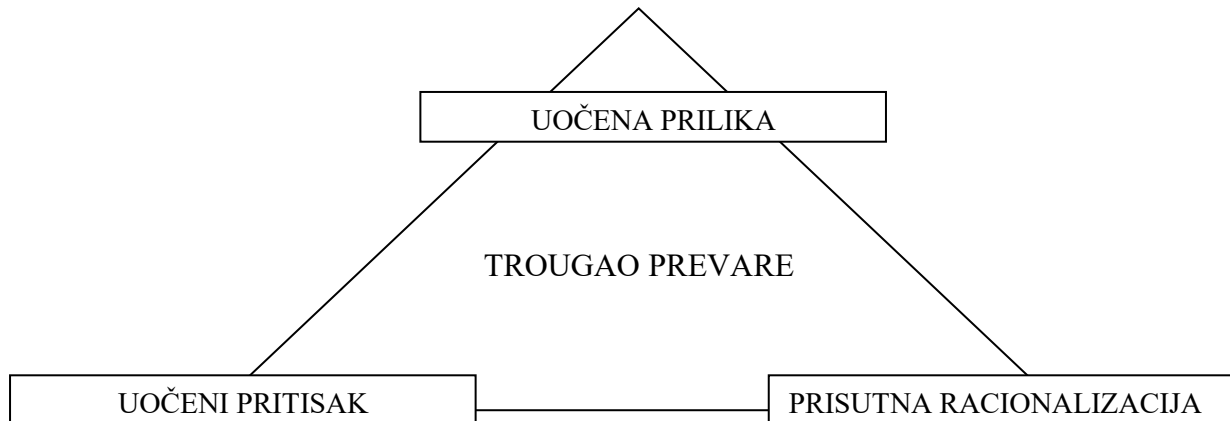 UOČENA PRILIKA
TROUGAO PREVARE
UOČENI PRITISAK
PRISUTNA RACIONALIZACIJA